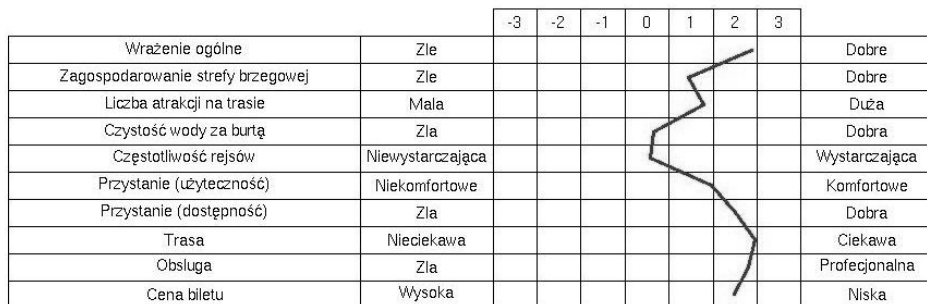 -3 -2 -1 0 1 2 3
Wrażenie ogólne Zle Dobre
Zagospodarowanie strefy brzegowej Zle Dobre
Liczba atrakcji na trasie Mala Duża
Czystość wody za burtą Zla Dobra
Częstotliwość rejsów Niewystarczająca Wystarczająca
Przystanie (użyteczność) Niekomfortowe Komfortowe
Przystanie (dostępność) Zla Dobra
Trasa Nieciekawa Ciekawa
Obsluga Zla Profecjonalna
Cena biletu Wysoka Niska